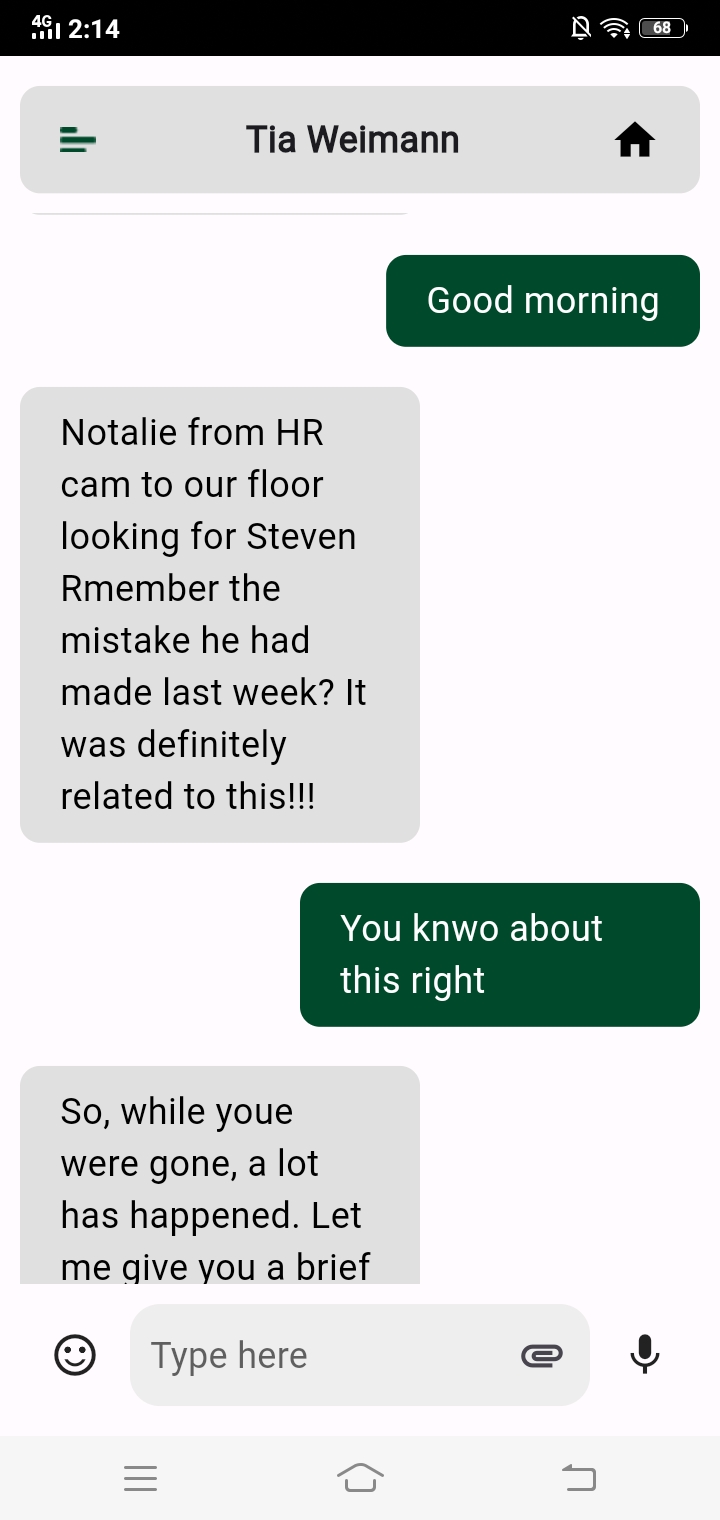 4G 2:14 68
Tia Weimann
Good morning
Notalie from HR
cam to our floor
looking for Steven
Rmember the
mistake he had
made last week? It
was definitely
related to this!!!
You knwo about
this right
So, while youe
were gone, a lot
has happened. Let
me give you a brief
Type here